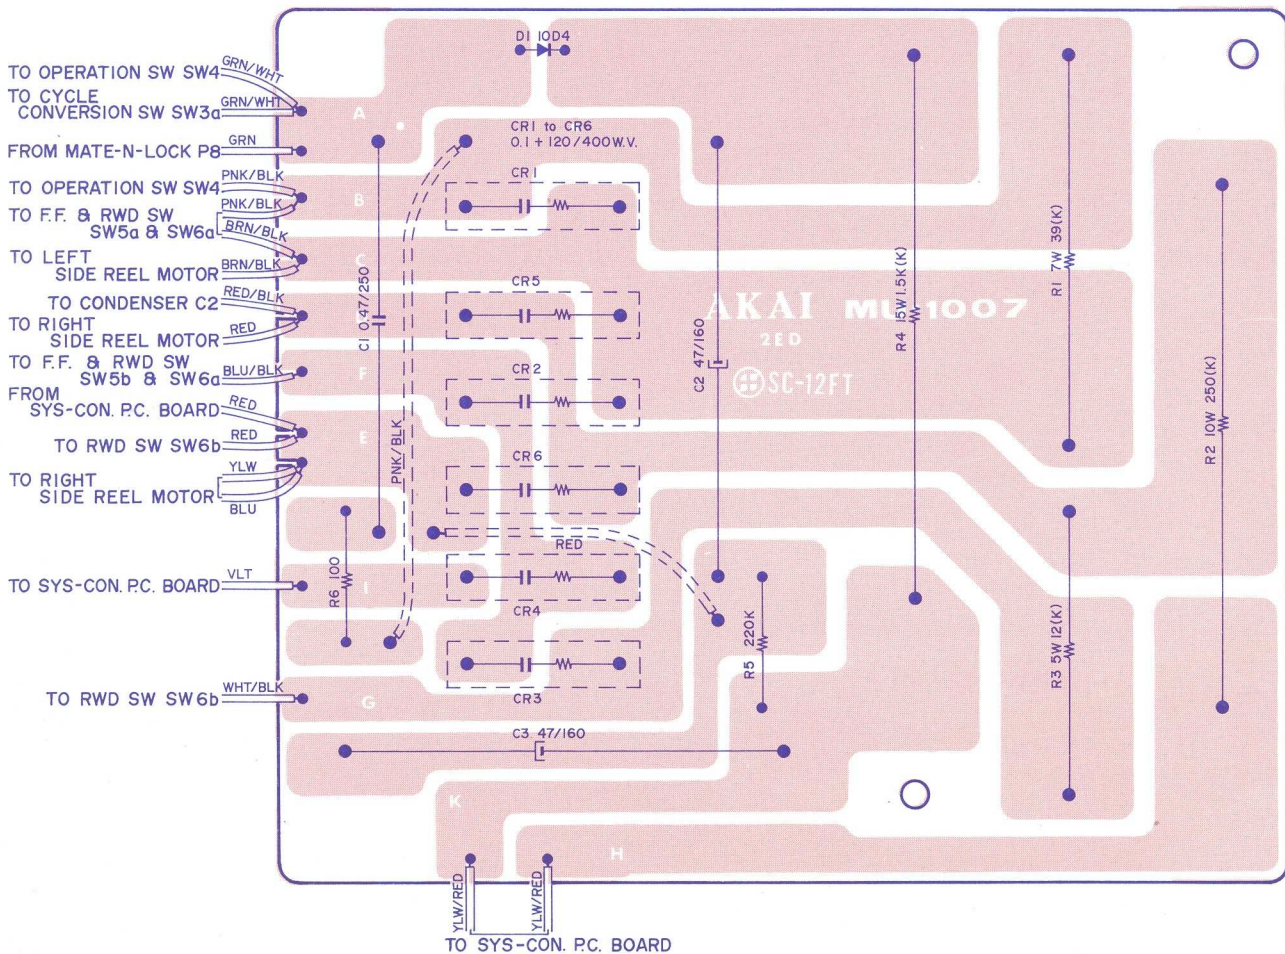 D1 10D4
TO OPERATION SW SW4 GRN/WHT
TO CYCLE
CONVERSION SW SW3a GRN/WHT
FROM MATE-N-LOCK P8 GRN
TO OPERATION SW SW4 PNK/BLK
TO F.F. & RWD SW PNK/BLK
SW5a & SW6a BRN/BLK
TO LEFT
SIDE REEL MOTOR BRN/BLK
TO CONDENSER C2 RED/BLK
TO RIGHT
SIDE REEL MOTOR RED
TO F.F. & RWD SW
SW5b & SW6a BLU/BLK
FROM
SYS-CON. P.C. BOARD RED
TO RWD SW SW6b RED
TO RIGHT YLW
SIDE REEL MOTOR BLU
TO SYS-CON. P.C. BOARD VLT
TO RWD SW SW6b WHT/BLK
A
B
C
F
E
I
G
K
H
C1 0.47/250
R6 100
PNK/BLK
CR1 to CR6
0.1+120/400W.V.
CR1
CR5
CR2
CR6
RED
CR4
CR3
C3 47/160
C2 47/160
R5 220K
AKAI MU-1007
2ED
SC-12FT
R4 15W 1.5K(K)
R1 7W 39(K)
R3 5W 12(K)
R2 10W 250(K)
YLW/RED
YLW/RED
TO SYS-CON. P.C. BOARD